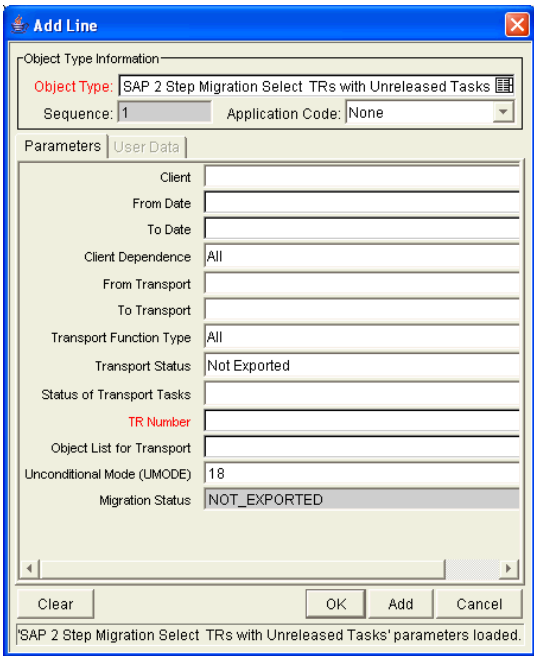 Add Line
Object Type Information
Object Type: SAP 2 Step Migration Select TRs with Unreleased Tasks
Sequence: 1 Application Code: None
Parameters User Data
Client
From Date
To Date
Client Dependence All
From Transport
To Transport
Transport Function Type All
Transport Status Not Exported
Status of Transport Tasks
TR Number
Object List for Transport
Unconditional Mode (UMODE) 18
Migration Status NOT_EXPORTED
Clear OK Add Cancel
'SAP 2 Step Migration Select TRs with Unreleased Tasks' parameters loaded.